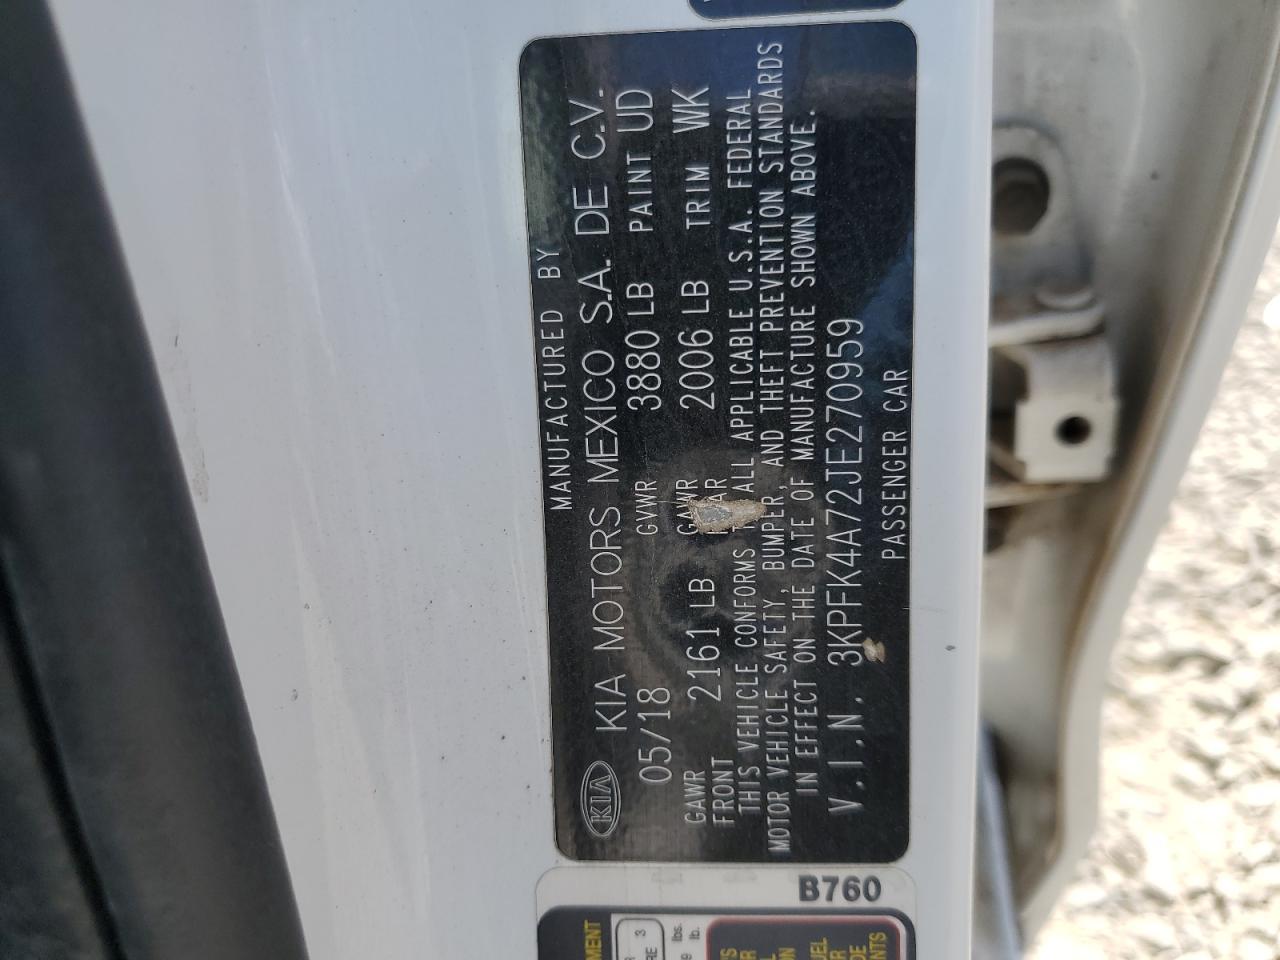 MANUFACTURED BY
KIA KIA MOTORS MEXICO S.A. DE C.V.
05/18 GVWR 3880 LB PAINT UD
GAWR FRONT 2161 LB GAWR 2006 LB TRIM WK
THIS VEHICLE CONFORMS ALL APPLICABLE U.S.A. FEDERAL
MOTOR VEHICLE SAFETY, BUMPER, AND THEFT PREVENTION STANDARDS
IN EFFECT ON THE DATE OF MANUFACTURE SHOWN ABOVE.
V.I.N. 3KPFK4A72JE270959
PASSENGER CAR
B760